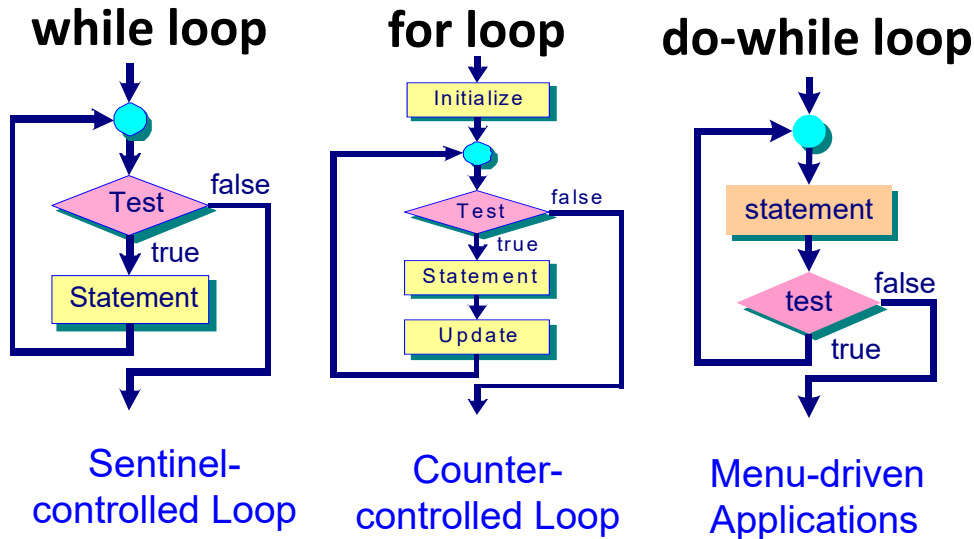 while loop
Test
false
true
Statement
Sentinel-
controlled Loop
for loop
Initialize
Test
false
true
Statement
Update
Counter-
controlled Loop
do-while loop
statement
test
false
true
Menu-driven
Applications